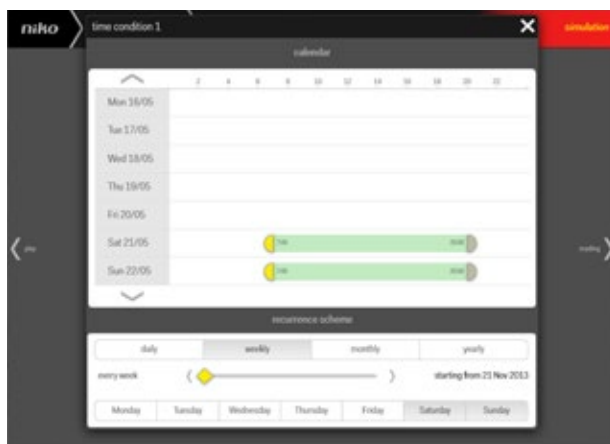 niko
time condition 1
simulation
calendar
2 4 6 8 10 12 14 16 18 20 22
Mon 16/05
Tue 17/05
Wed 18/05
Thu 19/05
Fri 20/05
Sat 21/05
Sun 22/05
play
reading
recurrence scheme
daily weekly monthly yearly
every week starting from 21 Nov 2013
Monday Tuesday Wednesday Thursday Friday Saturday Sunday